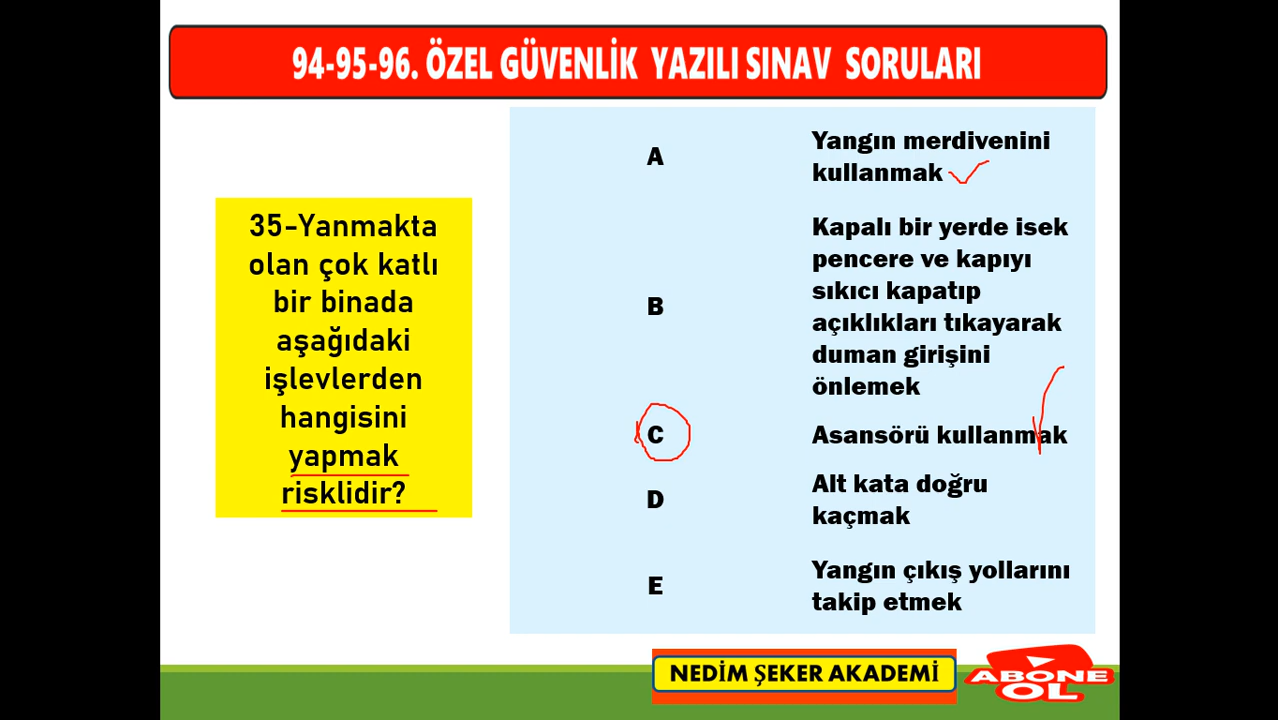 94-95-96. ÖZEL GÜVENLİK YAZILI SINAV SORULARI
35-Yanmakta
olan çok katlı
bir binada
aşağıdaki
işlevlerden
hangisini
yapmak
risklidir?
A
Yangın merdivenini
kullanmak
B
Kapalı bir yerde isek
pencere ve kapıyı
sıkıcı kapatıp
açıklıkları tıkayarak
duman girişini
önlemek
C
Asansörü kullanmak
D
Alt kata doğru
kaçmak
E
Yangın çıkış yollarını
takip etmek
NEDİM ŞEKER AKADEMİ
ABONE
OL